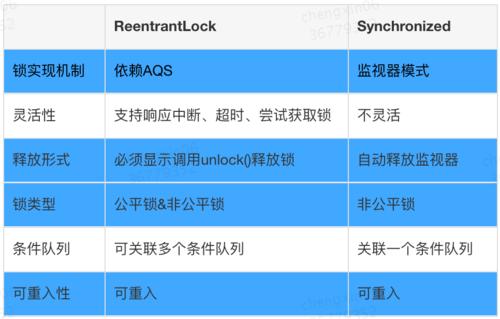 ReentrantLock Synchronized
锁实现机制 依赖AQS 监视器模式
灵活性 支持响应中断、超时、尝试获取锁 不灵活
释放形式 必须显示调用unlock()释放锁 自动释放监视器
锁类型 公平锁&非公平锁 非公平锁
条件队列 可关联多个条件队列 关联一个条件队列
可重入性 可重入 可重入